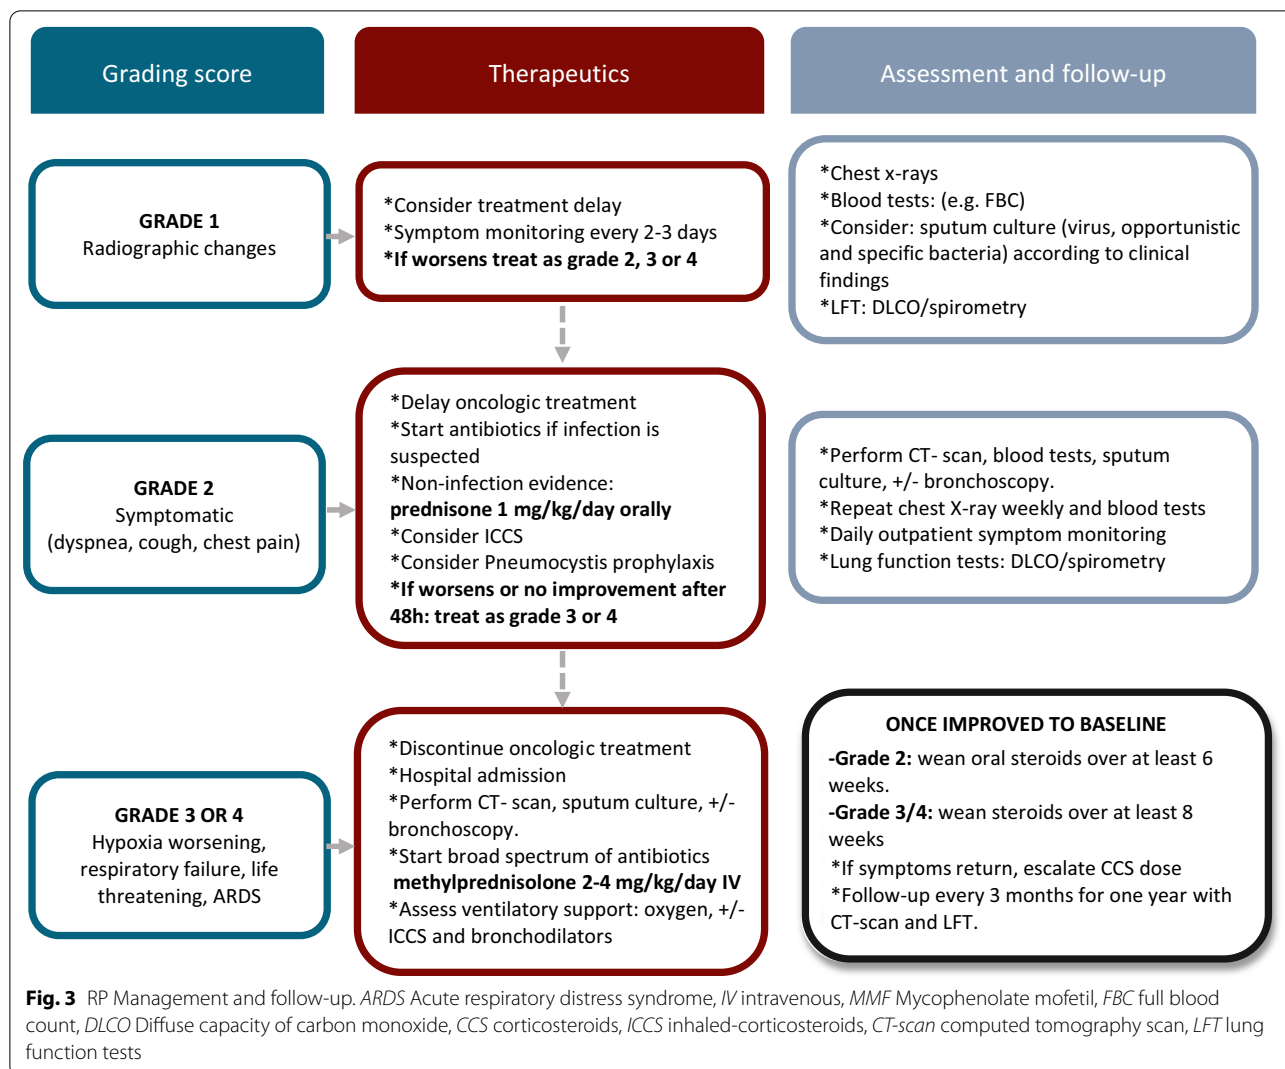 Grading score
Therapeutics
Assessment and follow-up
GRADE 1
Radiographic changes
*Consider treatment delay
*Symptom monitoring every 2-3 days
*If worsens treat as grade 2, 3 or 4
*Chest x-rays
*Blood tests: (e.g. FBC)
*Consider: sputum culture (virus, opportunistic
and specific bacteria) according to clinical
findings
*LFT: DLCO/spirometry
GRADE 2
Symptomatic
(dyspnea, cough, chest pain)
*Delay oncologic treatment
*Start antibiotics if infection is
suspected
*Non-infection evidence:
prednisone 1 mg/kg/day orally
*Consider ICCS
*Consider Pneumocystis prophylaxis
*If worsens or no improvement after
48h: treat as grade 3 or 4
*Perform CT- scan, blood tests, sputum
culture, +/- bronchoscopy.
*Repeat chest X-ray weekly and blood tests
*Daily outpatient symptom monitoring
*Lung function tests: DLCO/spirometry
GRADE 3 OR 4
Hypoxia worsening,
respiratory failure, life
threatening, ARDS
*Discontinue oncologic treatment
*Hospital admission
*Perform CT- scan, sputum culture, +/-
bronchoscopy.
*Start broad spectrum of antibiotics
methylprednisolone 2-4 mg/kg/day IV
*Assess ventilatory support: oxygen, +/-
ICCS and bronchodilators
ONCE IMPROVED TO BASELINE
-Grade 2: wean oral steroids over at least 6
weeks.
-Grade 3/4: wean steroids over at least 8
weeks
*If symptoms return, escalate CCS dose
*Follow-up every 3 months for one year with
CT-scan and LFT.
Fig. 3 RP Management and follow-up. ARDS Acute respiratory distress syndrome, IV intravenous, MMF Mycophenolate mofetil, FBC full blood
count, DLCO Diffuse capacity of carbon monoxide, CCS corticosteroids, ICCS inhaled-corticosteroids, CT-scan computed tomography scan, LFT lung
function tests